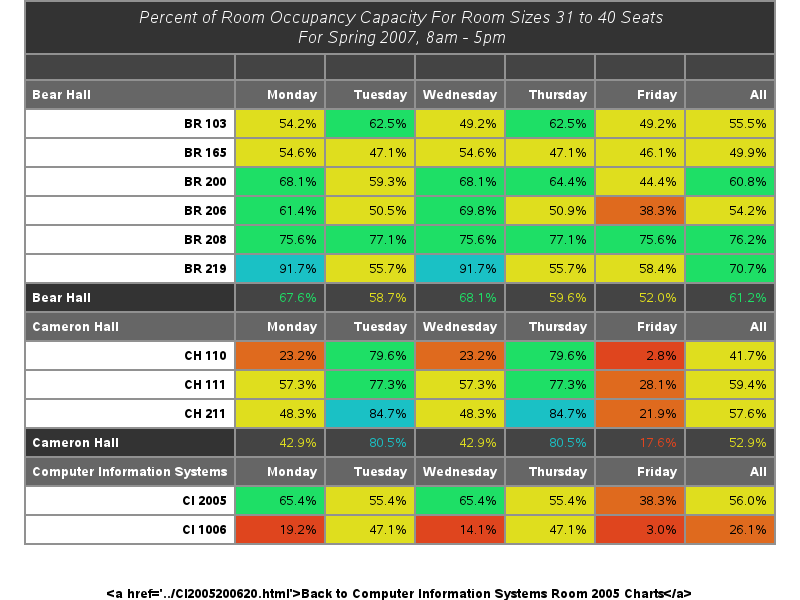 Percent of Room Occupancy Capacity For Room Sizes 31 to 40 Seats
For Spring 2007, 8am - 5pm
Bear Hall Monday Tuesday Wednesday Thursday Friday All
BR 103 54.2% 62.5% 49.2% 62.5% 49.2% 55.5%
BR 165 54.6% 47.1% 54.6% 47.1% 46.1% 49.9%
BR 200 68.1% 59.3% 68.1% 64.4% 44.4% 60.8%
BR 206 61.4% 50.5% 69.8% 50.9% 38.3% 54.2%
BR 208 75.6% 77.1% 75.6% 77.1% 75.6% 76.2%
BR 219 91.7% 55.7% 91.7% 55.7% 58.4% 70.7%
Bear Hall 67.6% 58.7% 68.1% 59.6% 52.0% 61.2%
Cameron Hall Monday Tuesday Wednesday Thursday Friday All
CH 110 23.2% 79.6% 23.2% 79.6% 2.8% 41.7%
CH 111 57.3% 77.3% 57.3% 77.3% 28.1% 59.4%
CH 211 48.3% 84.7% 48.3% 84.7% 21.9% 57.6%
Cameron Hall 42.9% 80.5% 42.9% 80.5% 17.6% 52.9%
Computer Information Systems Monday Tuesday Wednesday Thursday Friday All
CI 2005 65.4% 55.4% 65.4% 55.4% 38.3% 56.0%
CI 1006 19.2% 47.1% 14.1% 47.1% 3.0% 26.1%
&lt;a href='../CI2005200620.html'&gt;Back to Computer Information Systems Room 2005 Charts&lt;/a&gt;